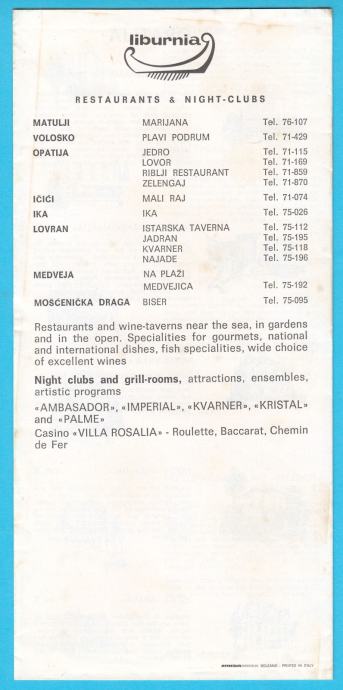 liburnia
RESTAURANTS & NIGHT-CLUBS
MATULJI MARIJANA Tel. 76-107
VOLOSKO PLAVI PODRUM Tel. 71-429
OPATIJA JEDRO Tel. 71-115
LOVOR Tel. 71-169
RIBLJI RESTAURANT Tel. 71-859
ZELENGAJ Tel. 71-870
IČIĆI MALI RAJ Tel. 71-074
IKA IKA Tel. 75-026
LOVRAN ISTARSKA TAVERNA Tel. 75-112
JADRAN Tel. 75-195
KVARNER Tel. 75-118
NAJADE Tel. 75-196
MEDVEJA NA PLAŽI
MEDVEJICA Tel. 75-192
MOSĆENIČKA DRAGA BISER Tel. 75-095
Restaurants and wine-taverns near the sea, in gardens
and in the open. Specialities for gourmets, national
and international dishes, fish specialities, wide choice
of excellent wines
Night clubs and grill-rooms, attractions, ensembles,
artistic programs
«AMBASADOR», «IMPERIAL», «KVARNER», «KRISTAL»
and «PALME»
Casino «VILLA ROSALIA» - Roulette, Baccarat, Chemin
de Fer
BOLZANO - PRINTED IN ITALY